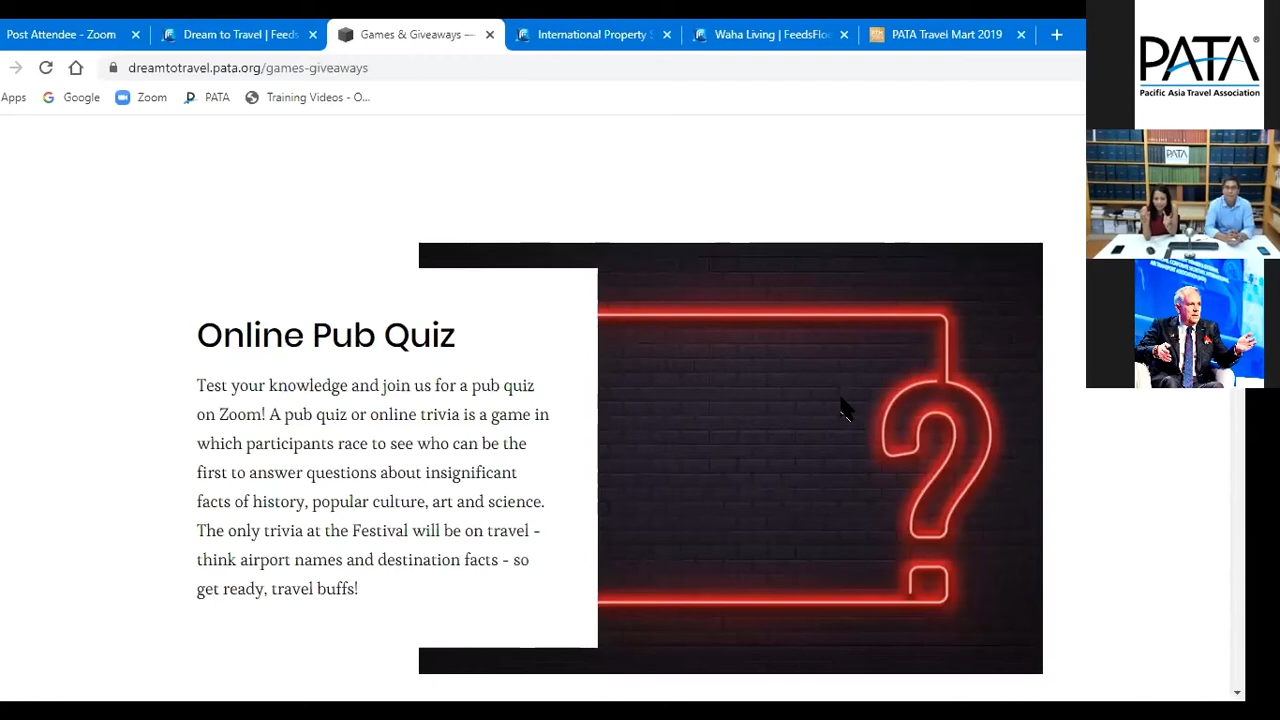 Post Attendee - Zoom
Dream to Travel | Feeds
Games & Giveaways —
International Property S
Waha Living | FeedsFloo
PATA Travel Mart 2019
dreamtotravel.pata.org/games-giveaways
Apps
Google
Zoom
PATA
Training Videos - O...
PATA®
Pacific Asia Travel Association
PATA
Online Pub Quiz
Test your knowledge and join us for a pub quiz
on Zoom! A pub quiz or online trivia is a game in
which participants race to see who can be the
first to answer questions about insignificant
facts of history, popular culture, art and science.
The only trivia at the Festival will be on travel -
think airport names and destination facts - so
get ready, travel buffs!
?